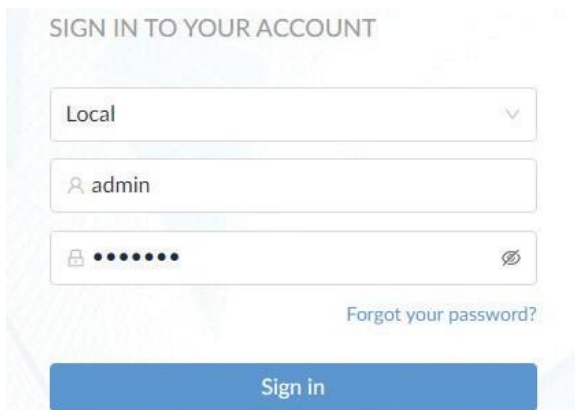 SIGN IN TO YOUR ACCOUNT
Local
admin
•••••••
Forgot your password?
Sign in